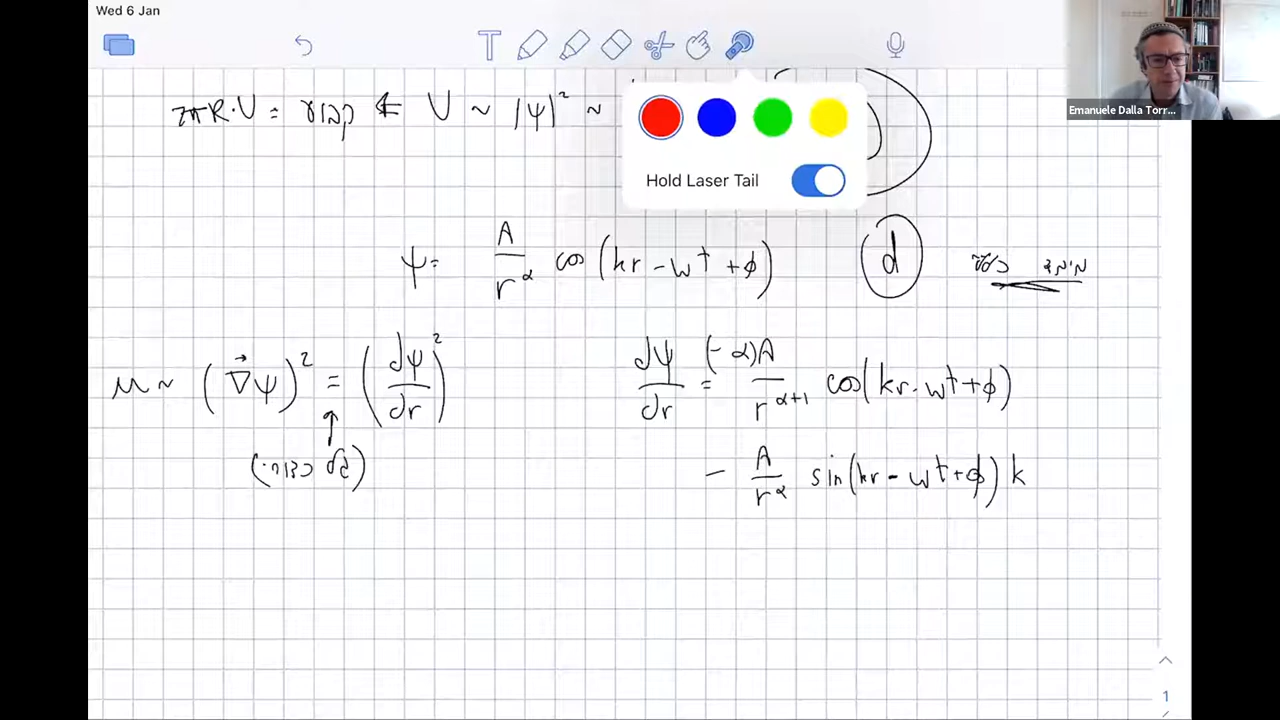 Wed 6 Jan
Emanuele Dalla Torr...
2πR·U = קבוע ⇐ U ~ |ψ|² ~
Hold Laser Tail
ψ = A/r^α cos(kr - ωt + φ) (d)
u ~ (∇ψ)² = (dψ/dr)² dψ/dr = (-α)A/r^(α+1) cos(kr - ωt + φ)
- A/r^α sin(kr - ωt + φ) k
1